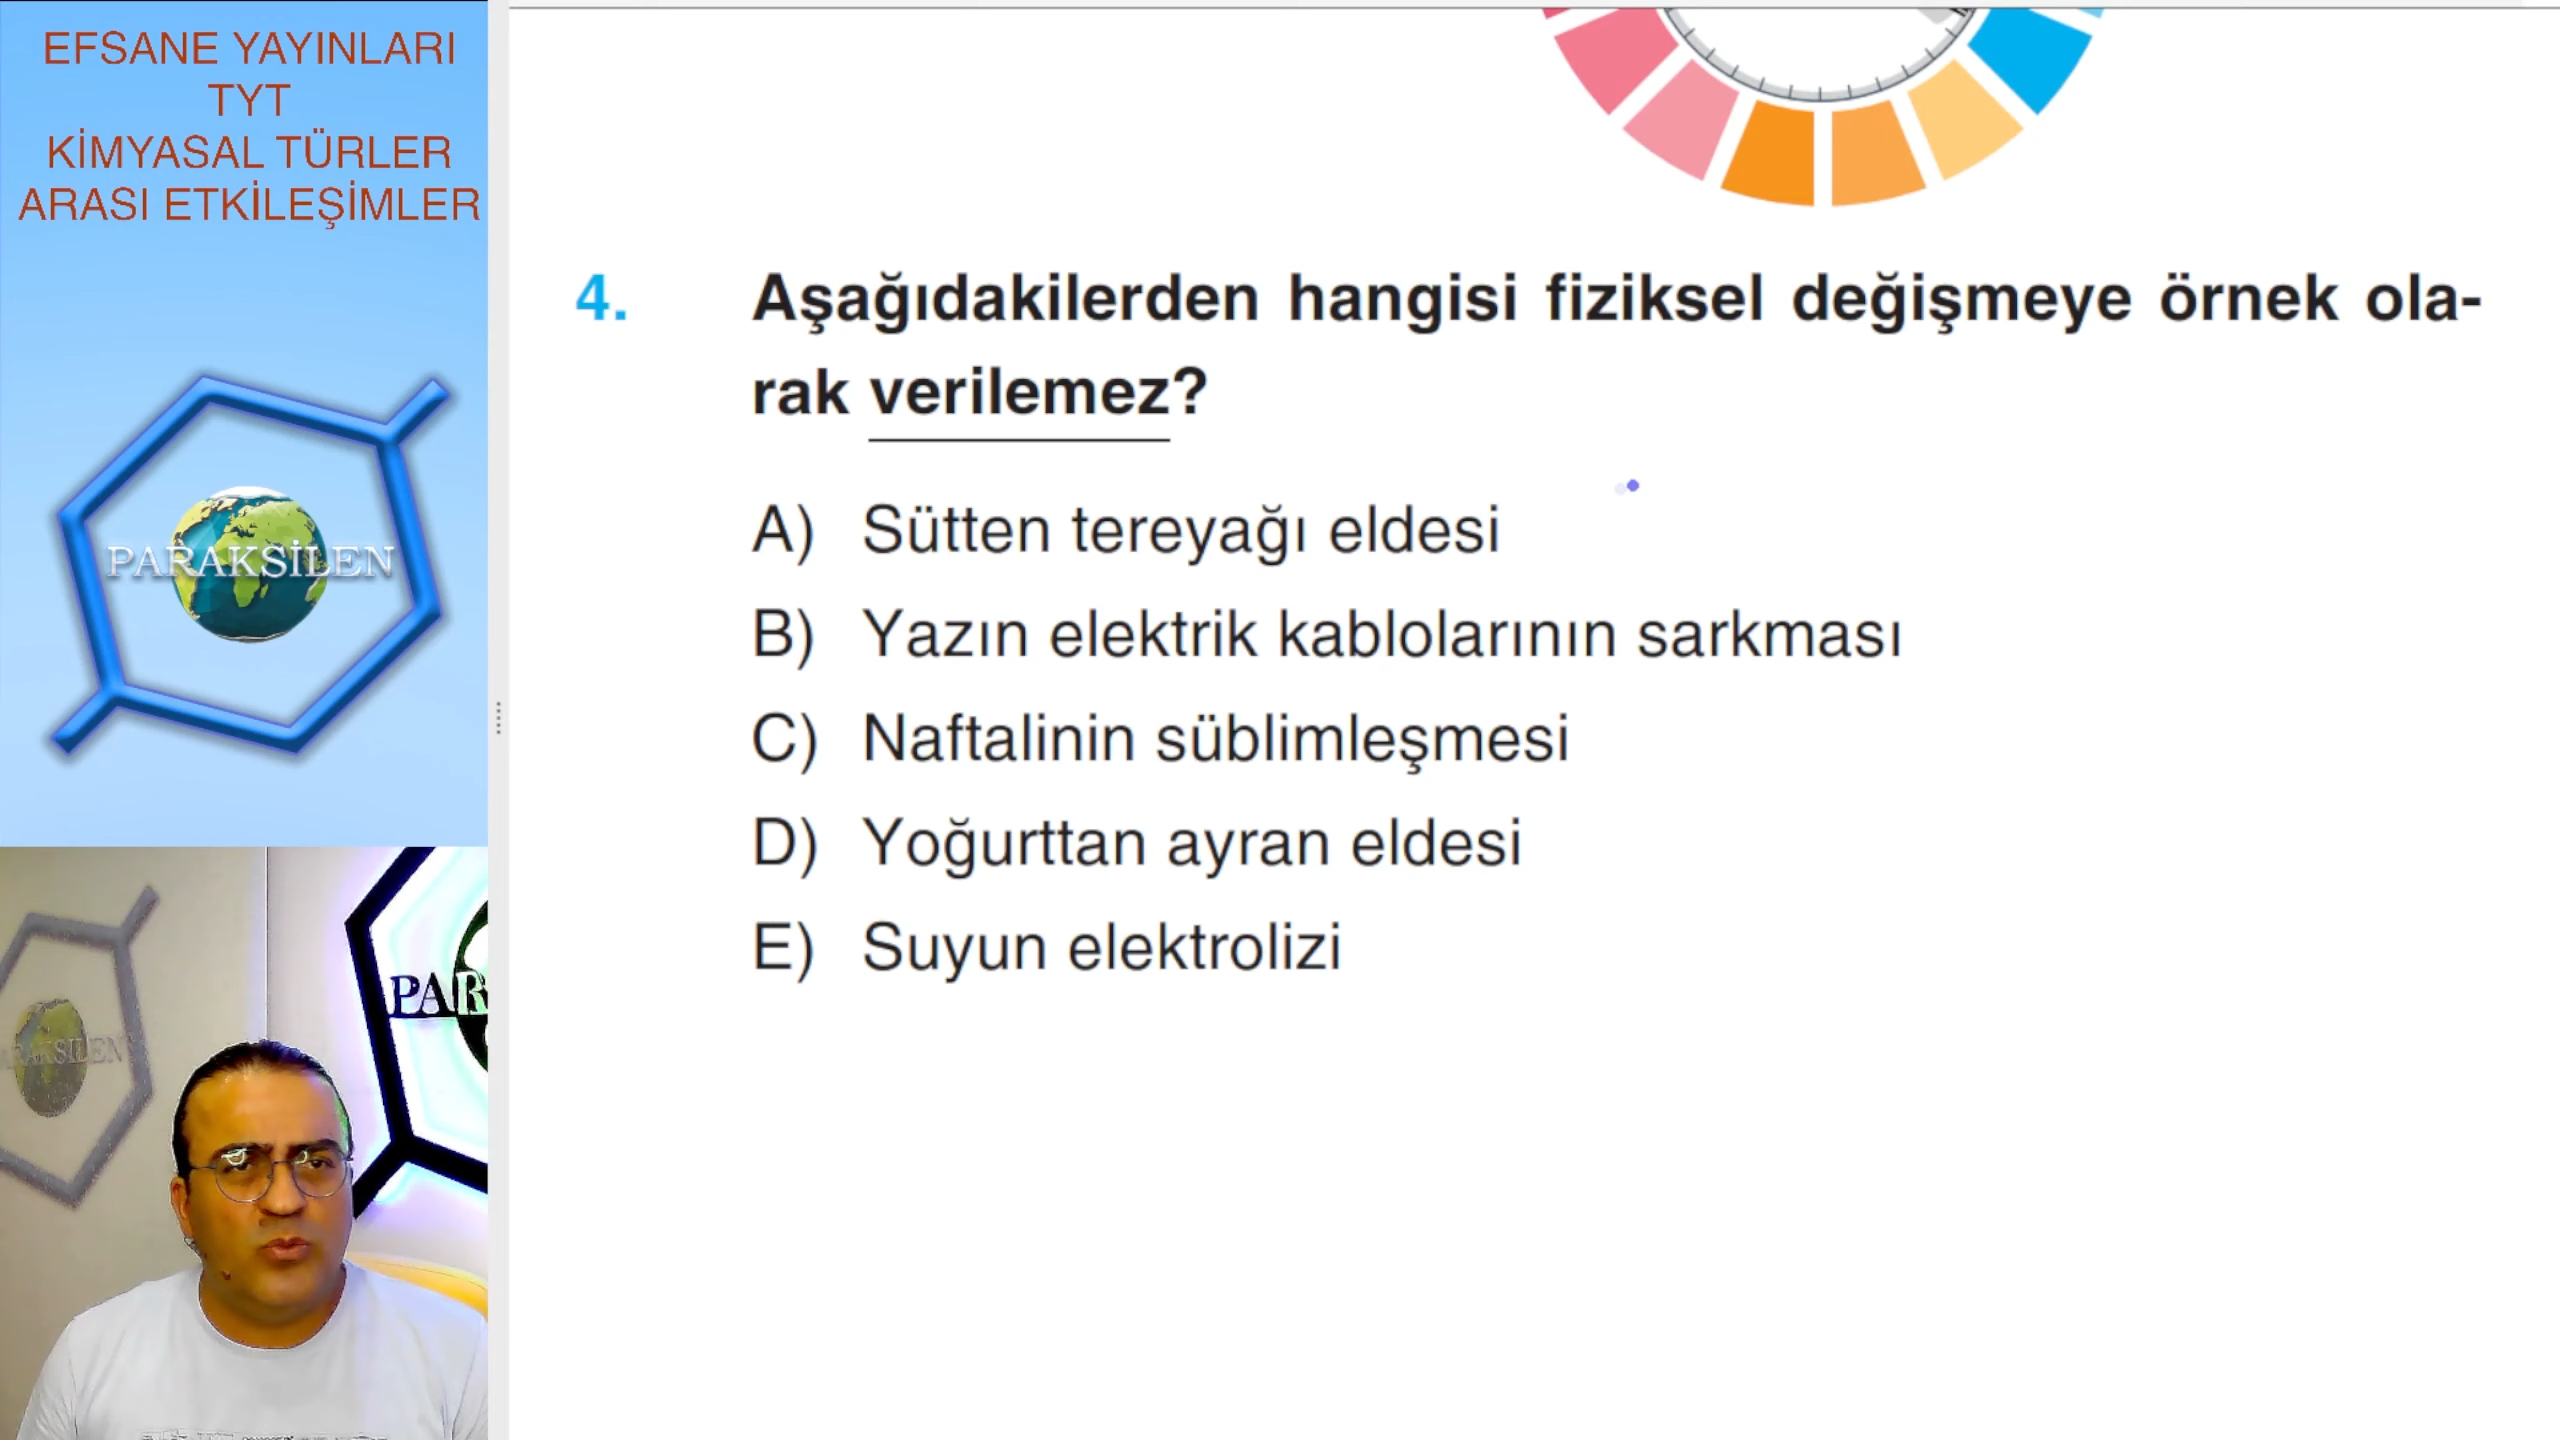 EFSANE YAYINLARI
TYT
KİMYASAL TÜRLER
ARASI ETKİLEŞİMLER
PARAKSİLEN
4. Aşağıdakilerden hangisi fiziksel değişmeye örnek ola-
rak verilemez?
A) Sütten tereyağı eldesi
B) Yazın elektrik kablolarının sarkması
C) Naftalinin süblimleşmesi
D) Yoğurttan ayran eldesi
E) Suyun elektrolizi
PAR